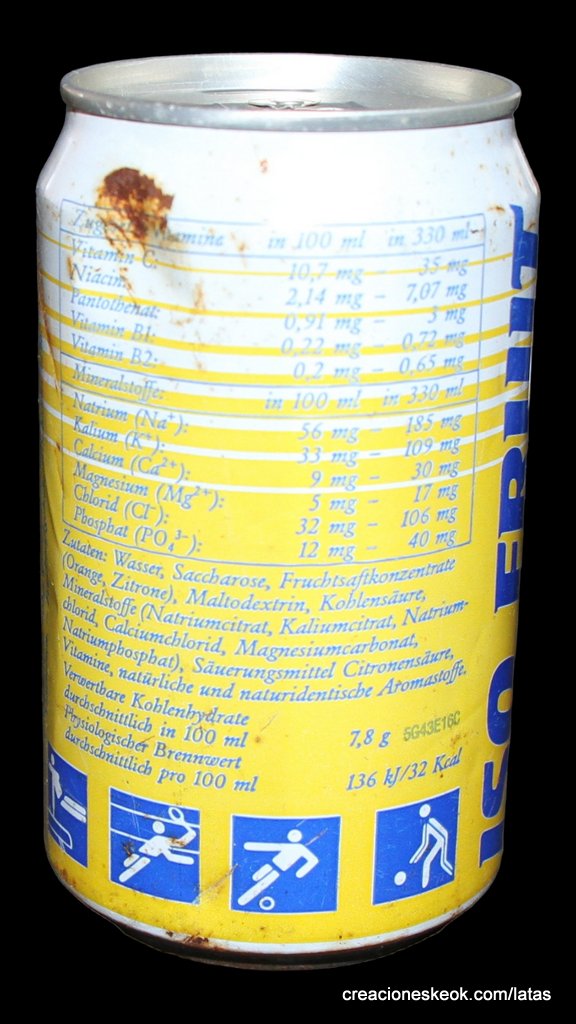 Zugesetzte Vitamine in 100 ml in 330 ml
Vitamin C: 10,7 mg – 35 mg
Niacin: 2,14 mg – 7,07 mg
Pantothenat: 0,91 mg – 3 mg
Vitamin B1: 0,22 mg – 0,72 mg
Vitamin B2: 0,2 mg – 0,65 mg
Mineralstoffe: in 100 ml in 330 ml
Natrium (Na⁺): 56 mg – 185 mg
Kalium (K⁺): 33 mg – 109 mg
Calcium (Ca²⁺): 9 mg – 30 mg
Magnesium (Mg²⁺): 5 mg – 17 mg
Chlorid (Cl⁻): 32 mg – 106 mg
Phosphat (PO₄³⁻): 12 mg – 40 mg
Zutaten: Wasser, Saccharose, Fruchtsaftkonzentrate
(Orange, Zitrone), Maltodextrin, Kohlensäure,
Mineralstoffe (Natriumcitrat, Kaliumcitrat, Natrium-
chlorid, Calciumchlorid, Magnesiumcarbonat,
Natriumphosphat), Säuerungsmittel Citronensäure,
Vitamine, natürliche und naturidentische Aromastoffe.
Verwertbare Kohlenhydrate
durchschnittlich in 100 ml 7,8 g
5G43E16C
Physiologischer Brennwert
durchschnittlich pro 100 ml 136 kJ/32 Kcal
ISO FRUIT
creacioneskeok.com/latas